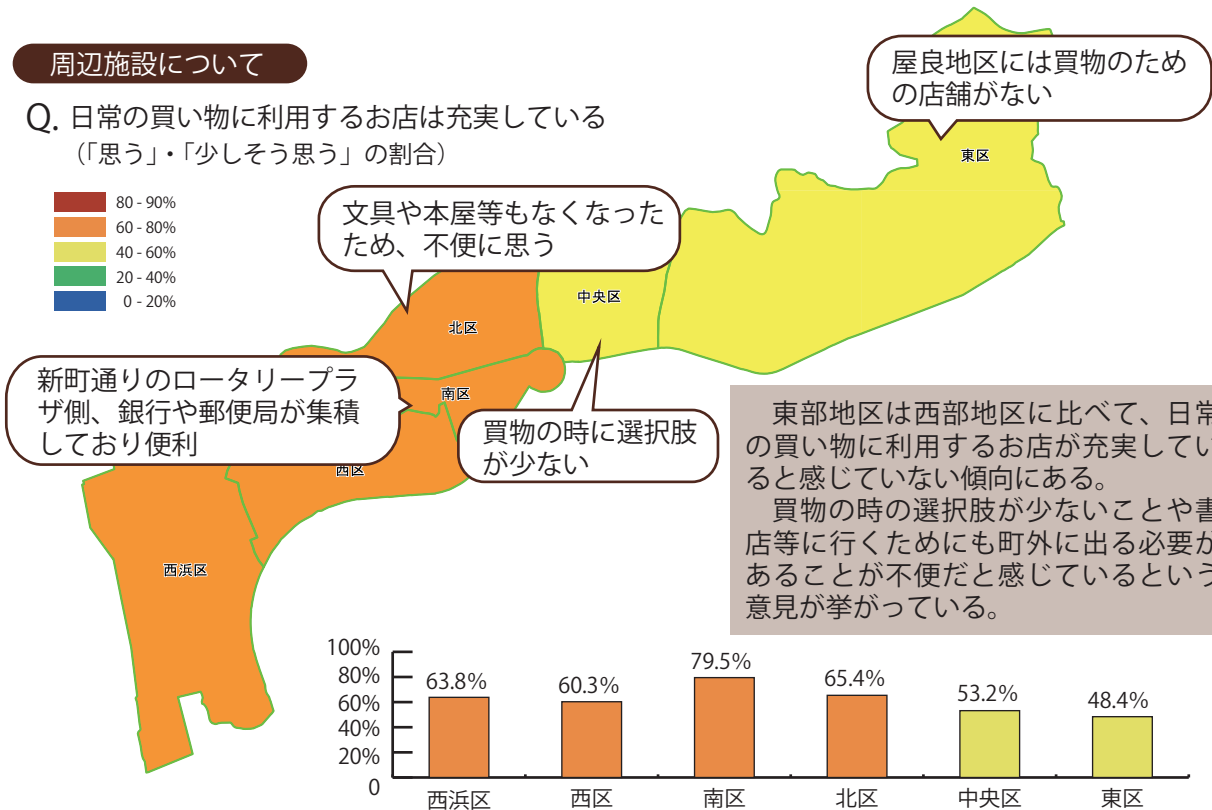 周辺施設について
Q. 日常の買い物に利用するお店は充実している
（「思う」・「少しそう思う」の割合）
80 - 90%
60 - 80%
40 - 60%
20 - 40%
0 - 20%
屋良地区には買物のため
の店舗がない
東区
文具や本屋等もなくなった
ため、不便に思う
中央区
北区
新町通りのロータリープラ
ザ側、銀行や郵便局が集積
しており便利
南区
買物の時に選択肢
が少ない
西区
西浜区
東部地区は西部地区に比べて、日常
の買い物に利用するお店が充実してい
ると感じていない傾向にある。
買物の時の選択肢が少ないことや書
店等に行くためにも町外に出る必要が
あることが不便だと感じているという
意見が挙がっている。
100%
80%
60%
40%
20%
0
63.8%
60.3%
79.5%
65.4%
53.2%
48.4%
西浜区
西区
南区
北区
中央区
東区